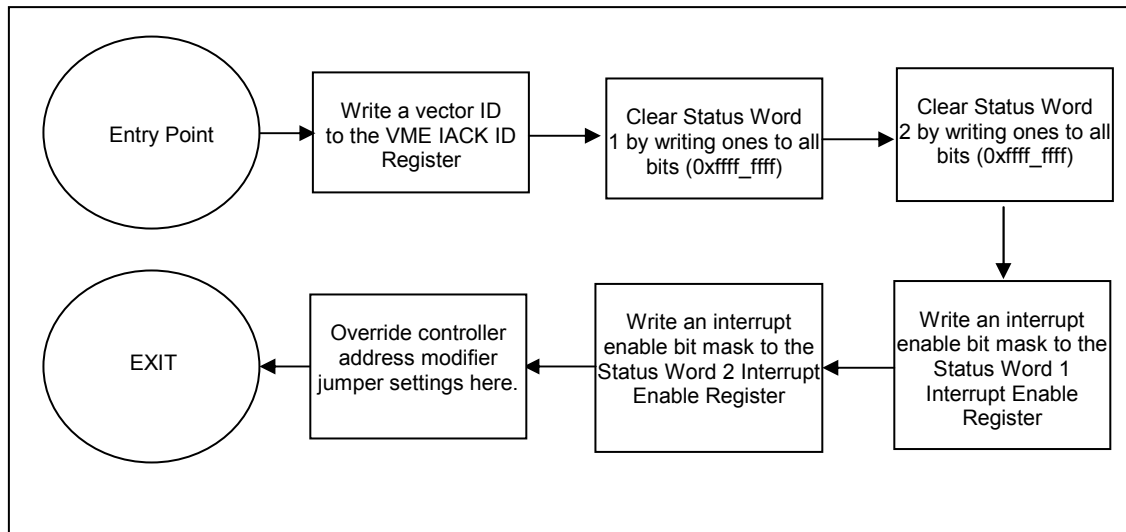 Entry Point
Write a vector ID
to the VME IACK ID
Register
Clear Status Word
1 by writing ones to all
bits (0xffff_ffff)
Clear Status Word
2 by writing ones to all
bits (0xffff_ffff)
Write an interrupt
enable bit mask to the
Status Word 1
Interrupt Enable
Register
Write an interrupt
enable bit mask to the
Status Word 2 Interrupt
Enable Register
Override controller
address modifier
jumper settings here.
EXIT